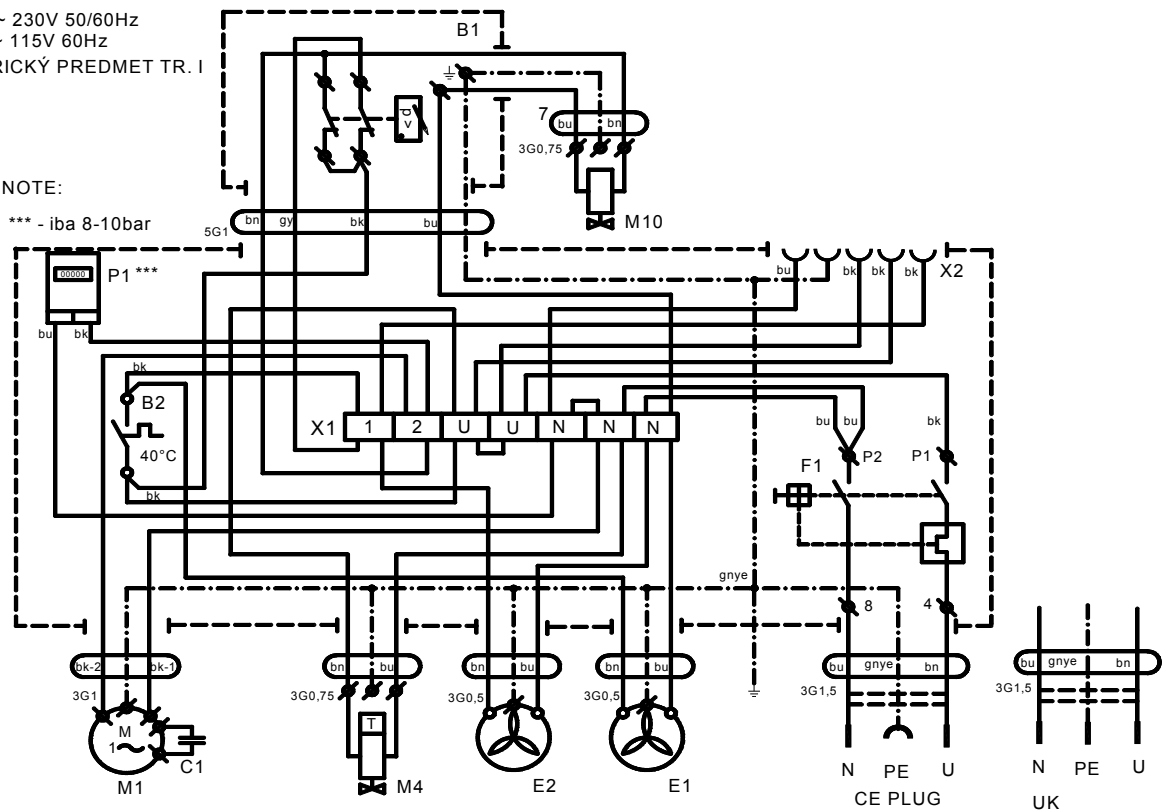 ~ 230V 50/60Hz
~ 115V 60Hz
RICKÝ PREDMET TR. I
B1
7
bu
bn
3G0,75
P
>
M10
NOTE:
*** - iba 8-10bar
bn
gy
bk
bu
5G1
00000
P1 ***
bu
bk
bu
bk
bk
bk
X2
bk
B2
40°C
bk
X1
1
2
U
U
N
N
N
bu
bu
bk
P2
P1
F1
gnye
8
4
bk-2
bk-1
3G1
bn
bu
3G0,75
bn
bu
3G0,5
bn
bu
3G0,5
bu
gnye
bn
3G1,5
bu
gnye
bn
3G1,5
M
1
C1
M1
T
M4
E2
E1
N
PE
U
CE PLUG
N
PE
U
UK